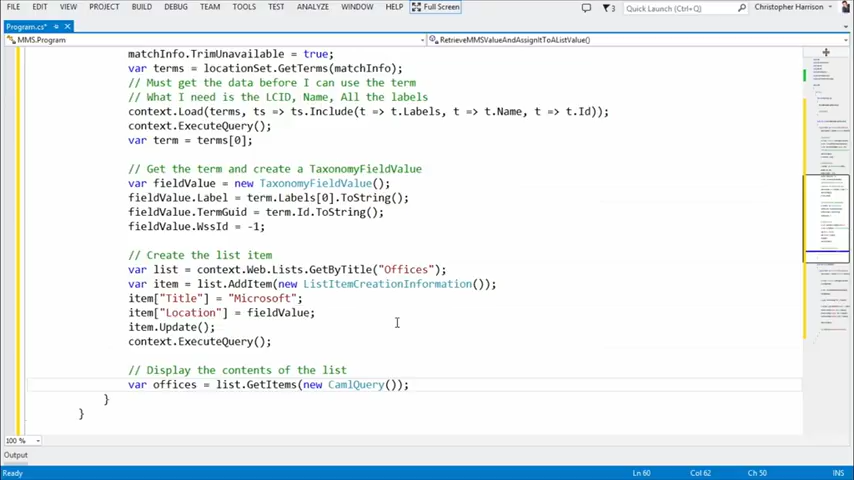 FILE EDIT VIEW PROJECT BUILD DEBUG TEAM TOOLS TEST ANALYZE WINDOW HELP Full Screen 3 Quick Launch (Ctrl+Q) Christopher Harrison
Program.cs*
MMS.Program RetrieveMMSValueAndAssignItToAListValue()
matchInfo.TrimUnavailable = true;
var terms = locationSet.GetTerms(matchInfo);
// Must get the data before I can use the term
// What I need is the LCID, Name, All the labels
context.Load(terms, ts => ts.Include(t => t.Labels, t => t.Name, t => t.Id));
context.ExecuteQuery();
var term = terms[0];
// Get the term and create a TaxonomyFieldValue
var fieldValue = new TaxonomyFieldValue();
fieldValue.Label = term.Labels[0].ToString();
fieldValue.TermGuid = term.Id.ToString();
fieldValue.WssId = -1;
// Create the list item
var list = context.Web.Lists.GetByTitle("Offices");
var item = list.AddItem(new ListItemCreationInformation());
item["Title"] = "Microsoft";
item["Location"] = fieldValue;
item.Update();
context.ExecuteQuery();
// Display the contents of the list
var offices = list.GetItems(new CamlQuery());
}
}
100 %
Output
Ready Ln 60 Col 62 Ch 50 INS